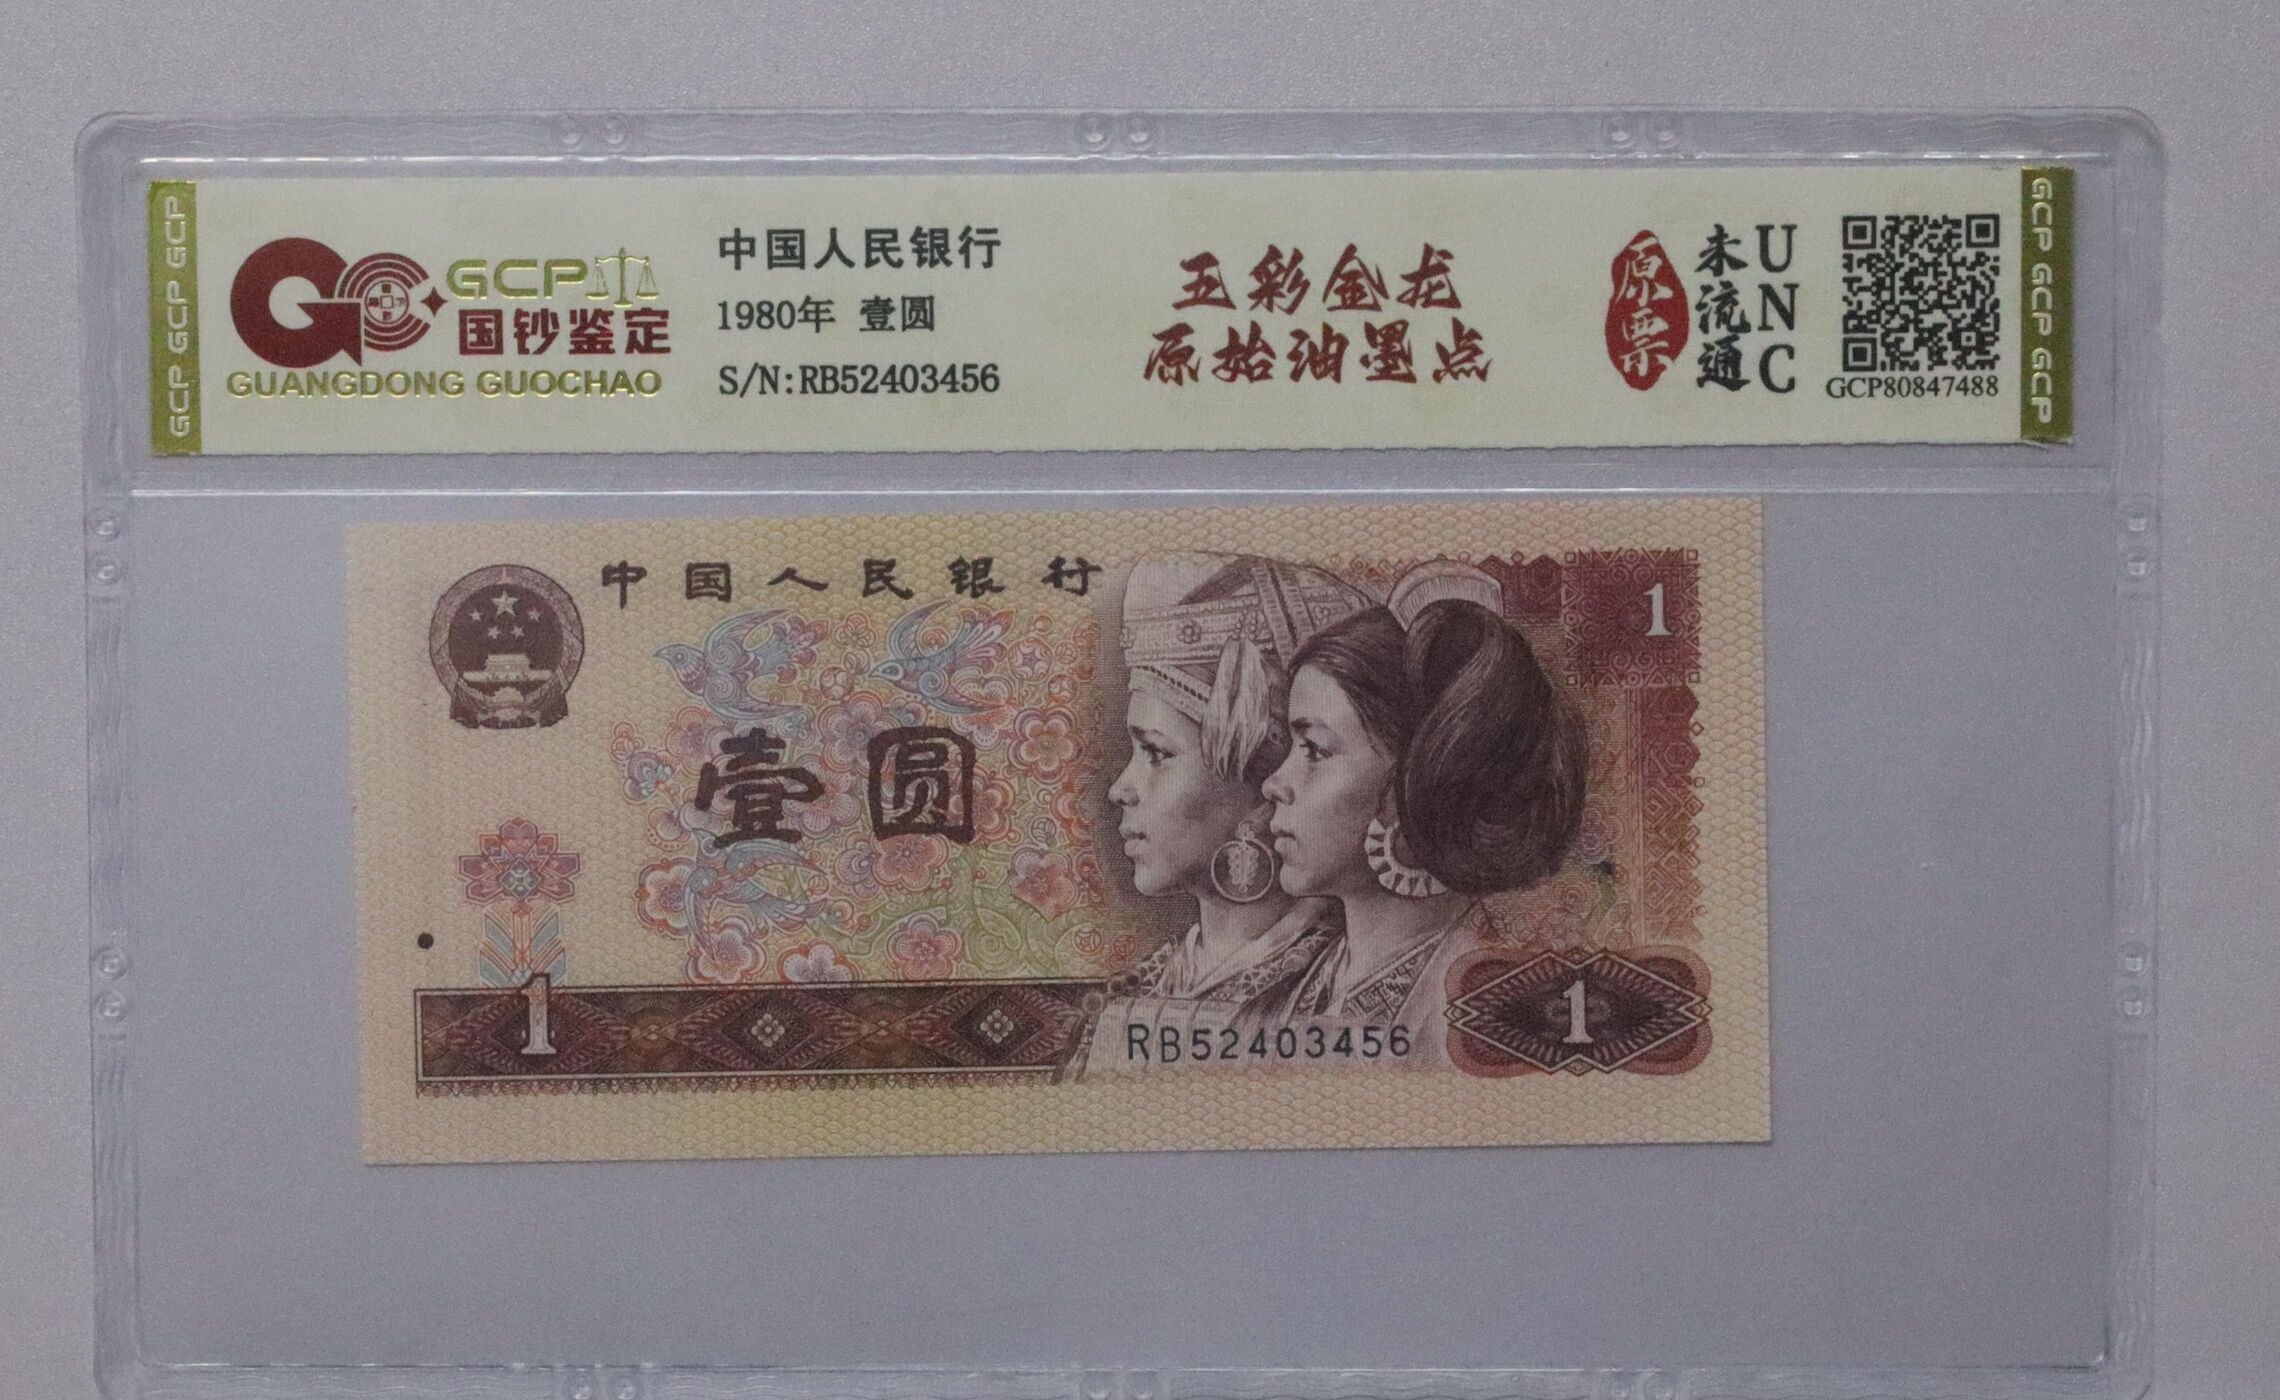 GCP GCP GCP
GCP
国钞鉴定
GUANGDONG GUOCHAO
中国人民银行
1980年 壹圆
S/N:RB52403456
五彩金龙
原始油墨点
原票
未流通
UNC
GCP80847488
GCP GCP GCP
中国人民银行
1
壹圆
1
RB52403456
1